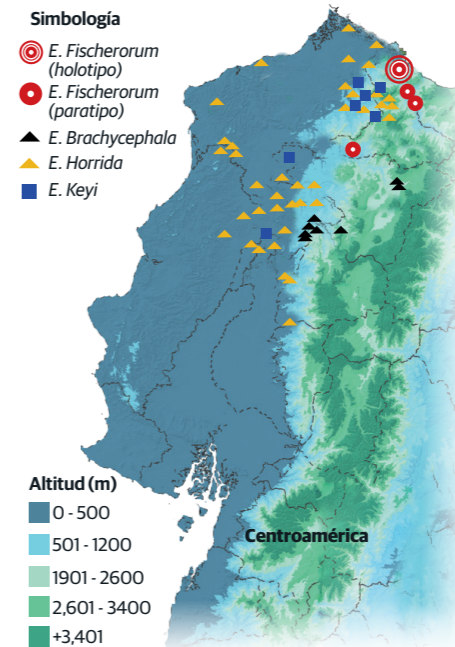 Simbología
E. Fischerorum
(holotipo)
E. Fischerorum
(paratipo)
E. Brachycephala
E. Horrida
E. Keyi
Altitud (m)
0 - 500
501 - 1200
1901 - 2600
2,601 - 3400
+3,401
Centroamérica